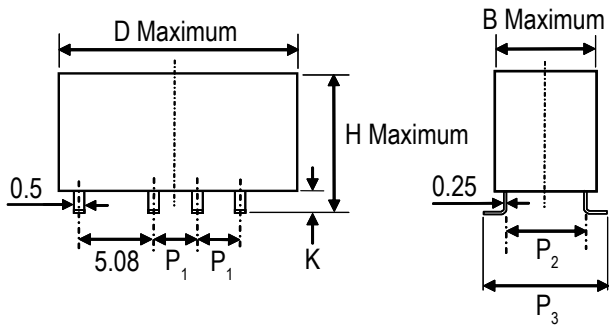 D Maximum
B Maximum
H Maximum
0.5
0.25
5.08
P₁
P₁
K
P₂
P₃